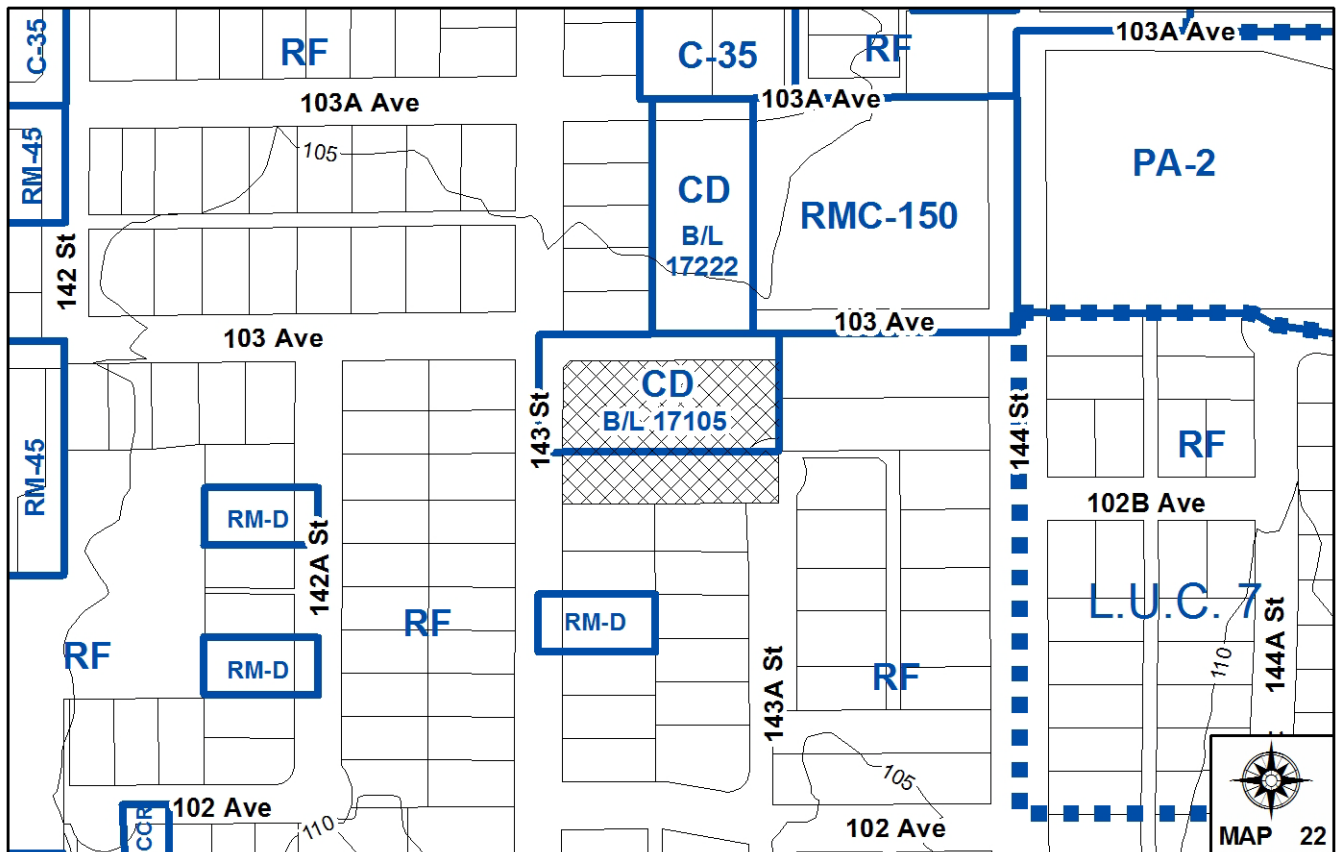 C-35
RF
C-35
RF
103A Ave
103A Ave
103A Ave
105
RM-45
CD
B/L
17222
RMC-150
PA-2
142 St
103 Ave
103 Ave
CD
B/L 17105
143 St
144 St
RF
RM-45
RM-D
142A St
102B Ave
RF
RM-D
L.U.C. 7
RF
RM-D
143A St
RF
110
144A St
105
102 Ave
CCR
110
102 Ave
MAP 22